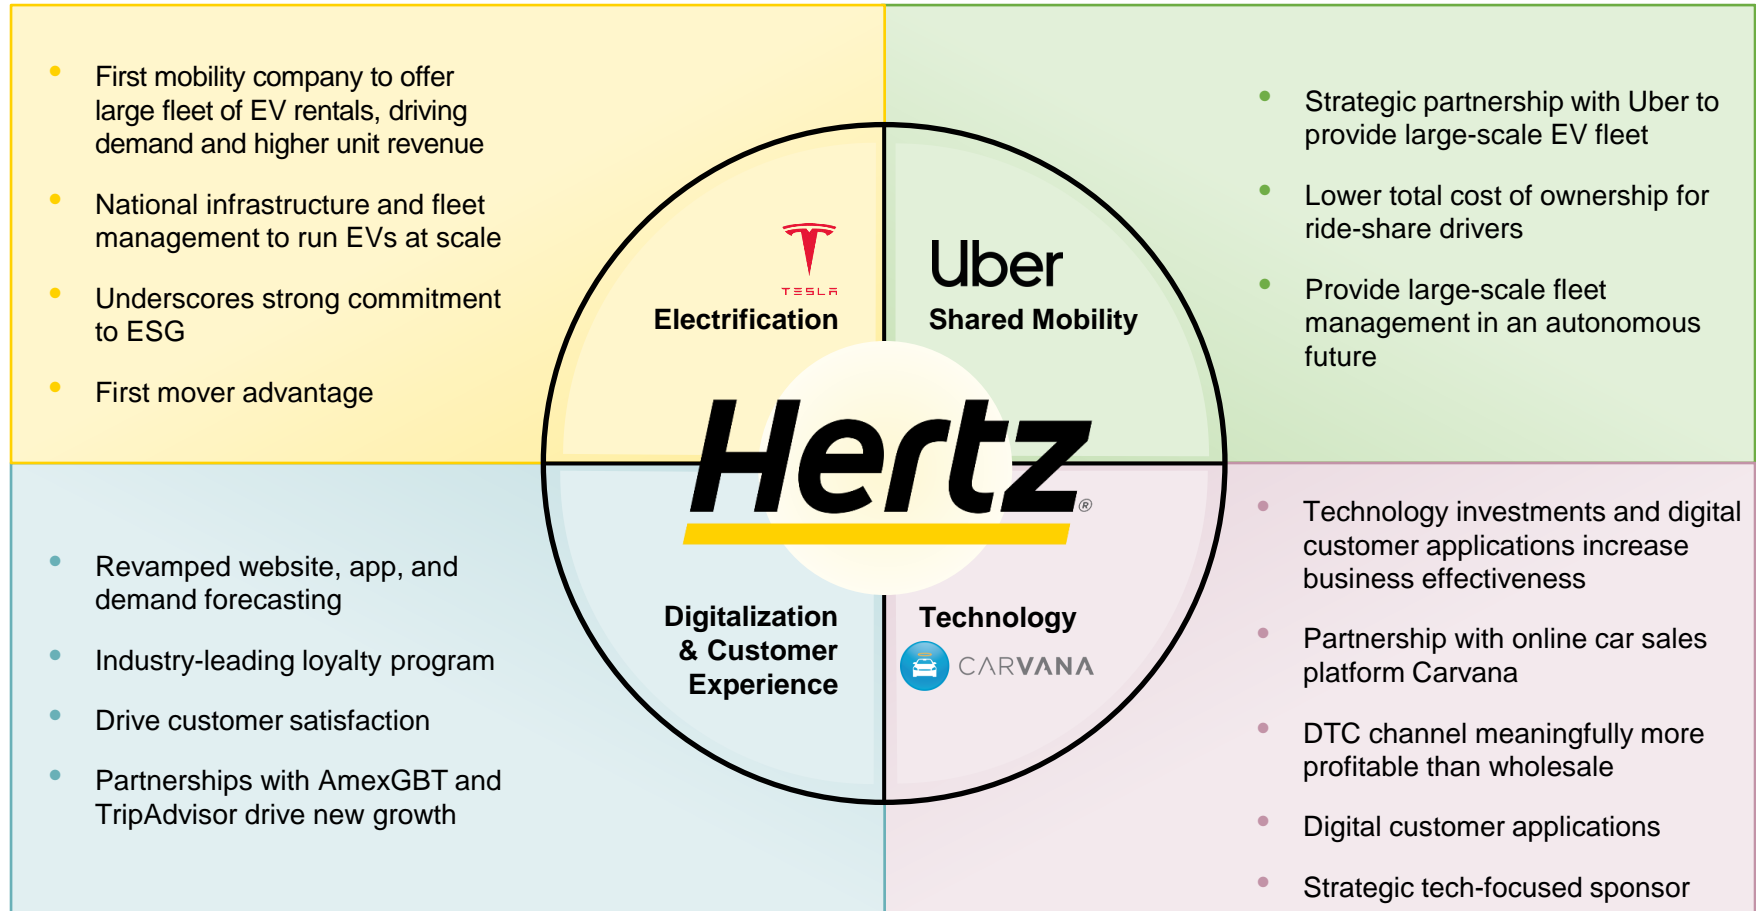 First mobility company to offer
large fleet of EV rentals, driving
demand and higher unit revenue
National infrastructure and fleet
management to run EVs at scale
Underscores strong commitment
to ESG
First mover advantage
TESLA
Electrification
Uber
Shared Mobility
Strategic partnership with Uber to
provide large-scale EV fleet
Lower total cost of ownership for
ride-share drivers
Provide large-scale fleet
management in an autonomous
future
Hertz®
Revamped website, app, and
demand forecasting
Industry-leading loyalty program
Drive customer satisfaction
Partnerships with AmexGBT and
TripAdvisor drive new growth
Digitalization
& Customer
Experience
Technology
CARVANA
Technology investments and digital
customer applications increase
business effectiveness
Partnership with online car sales
platform Carvana
DTC channel meaningfully more
profitable than wholesale
Digital customer applications
Strategic tech-focused sponsor